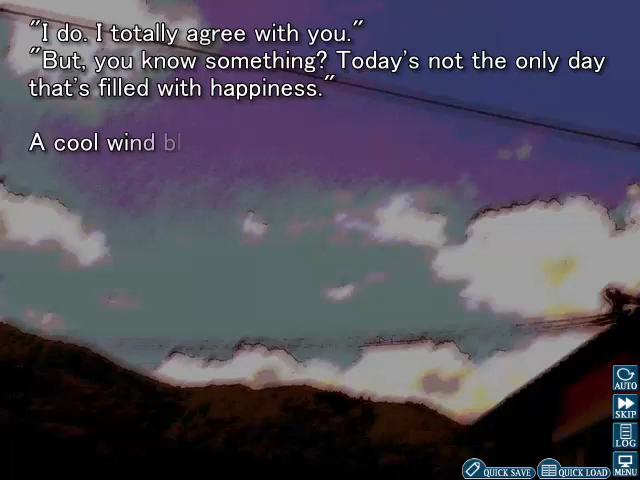 "I do. I totally agree with you."
"But, you know something? Today's not the only day
that's filled with happiness."
A cool wind bl
AUTO
SKIP
LOG
MENU
QUICK SAVE
QUICK LOAD